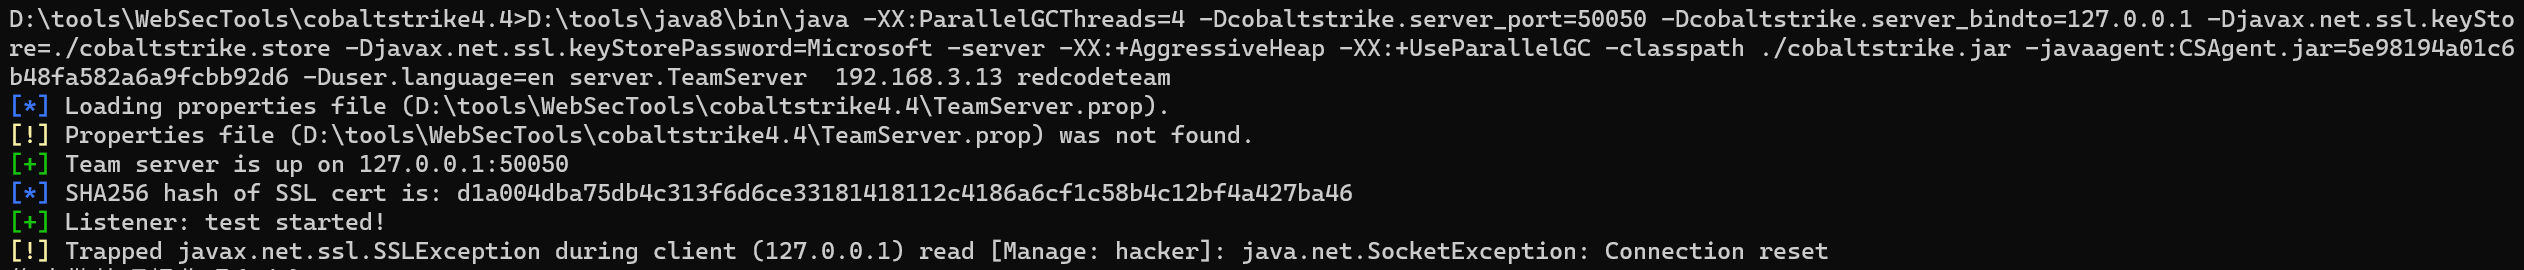 D:\tools\WebSecTools\cobaltstrike4.4>D:\tools\java8\bin\java -XX:ParallelGCThreads=4 -Dcobaltstrike.server_port=50050 -Dcobaltstrike.server_bindto=127.0.0.1 -Djavax.net.ssl.keySto
re=./cobaltstrike.store -Djavax.net.ssl.keyStorePassword=Microsoft -server -XX:+AggressiveHeap -XX:+UseParallelGC -classpath ./cobaltstrike.jar -javaagent:CSAgent.jar=5e98194a01c6
b48fa582a6a9fcbb92d6 -Duser.language=en server.TeamServer  192.168.3.13 redcodeteam
[*] Loading properties file (D:\tools\WebSecTools\cobaltstrike4.4\TeamServer.prop).
[!] Properties file (D:\tools\WebSecTools\cobaltstrike4.4\TeamServer.prop) was not found.
[+] Team server is up on 127.0.0.1:50050
[*] SHA256 hash of SSL cert is: d1a004dba75db4c313f6d6ce33181418112c4186a6cf1c58b4c12bf4a427ba46
[+] Listener: test started!
[!] Trapped javax.net.ssl.SSLException during client (127.0.0.1) read [Manage: hacker]: java.net.SocketException: Connection reset